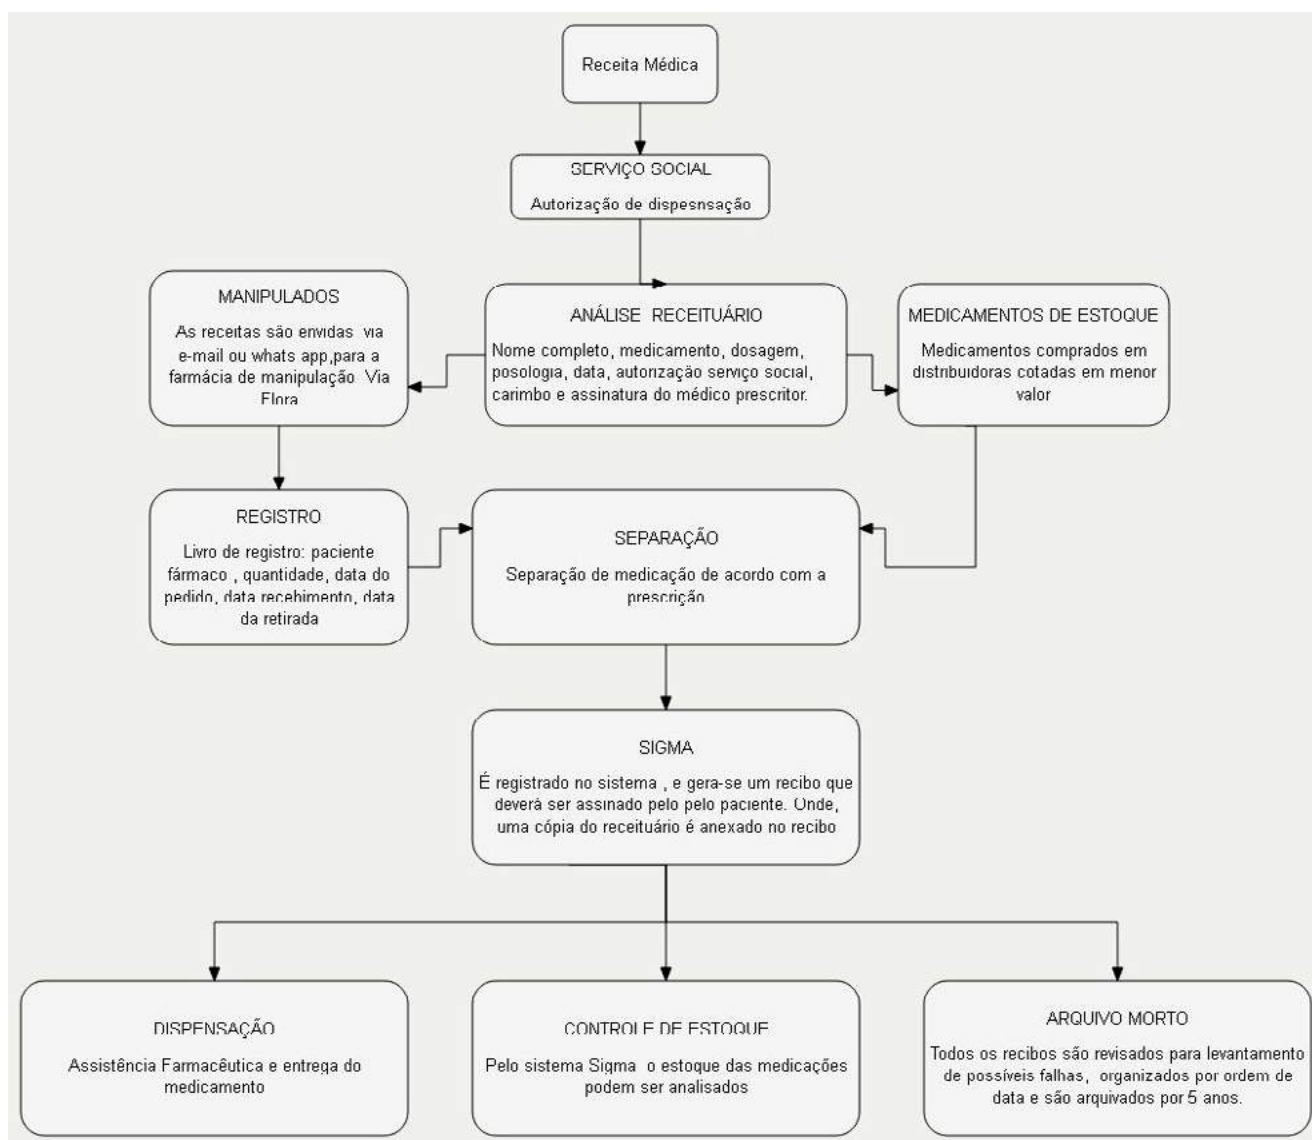 Receita Médica
SERVIÇO SOCIAL
Autorização de dispesnsação
MANIPULADOS
As receitas são envidas via
e-mail ou whats app,para a
farmácia de manipulação Via
Flora
ANÁLISE RECEITUÁRIO
Nome completo, medicamento, dosagem,
posologia, data, autorização serviço social,
carimbo e assinatura do médico prescritor.
MEDICAMENTOS DE ESTOQUE
Medicamentos comprados em
distribuidoras cotadas em menor
valor
REGISTRO
Livro de registro: paciente
fármaco , quantidade, data do
pedido, data recebimento, data
da retirada
SEPARAÇÃO
Separação de medicação de acordo com a
prescrição
SIGMA
É registrado no sistema , e gera-se um recibo que
deverá ser assinado pelo pelo paciente. Onde,
uma cópia do receituário é anexado no recibo
DISPENSAÇÃO
Assistência Farmacêutica e entrega do
medicamento
CONTROLE DE ESTOQUE
Pelo sistema Sigma o estoque das medicações
podem ser analisados
ARQUIVO MORTO
Todos os recibos são revisados para levantamento
de possíveis falhas, organizados por ordem de
data e são arquivados por 5 anos.